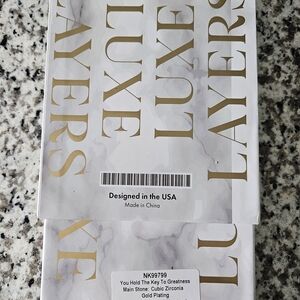 LAYERS
LUXE
LUXE
LAYERS
Designed in the USA
Made in China
LUXE
LU
NK99799
You Hold The Key To Greatness
Main Stone: Cubic Zirconia
Gold Plating